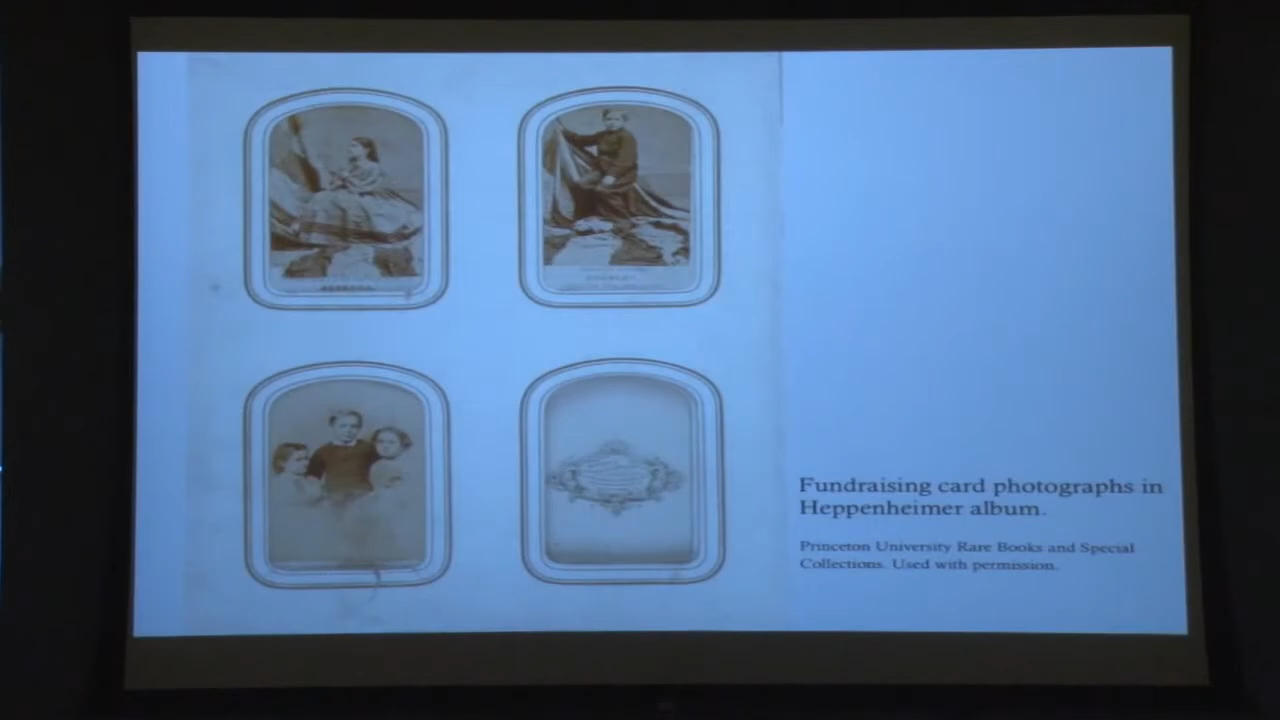 Fundraising card photographs in
Heppenheimer album.
Princeton University Rare Books and Special
Collections. Used with permission.